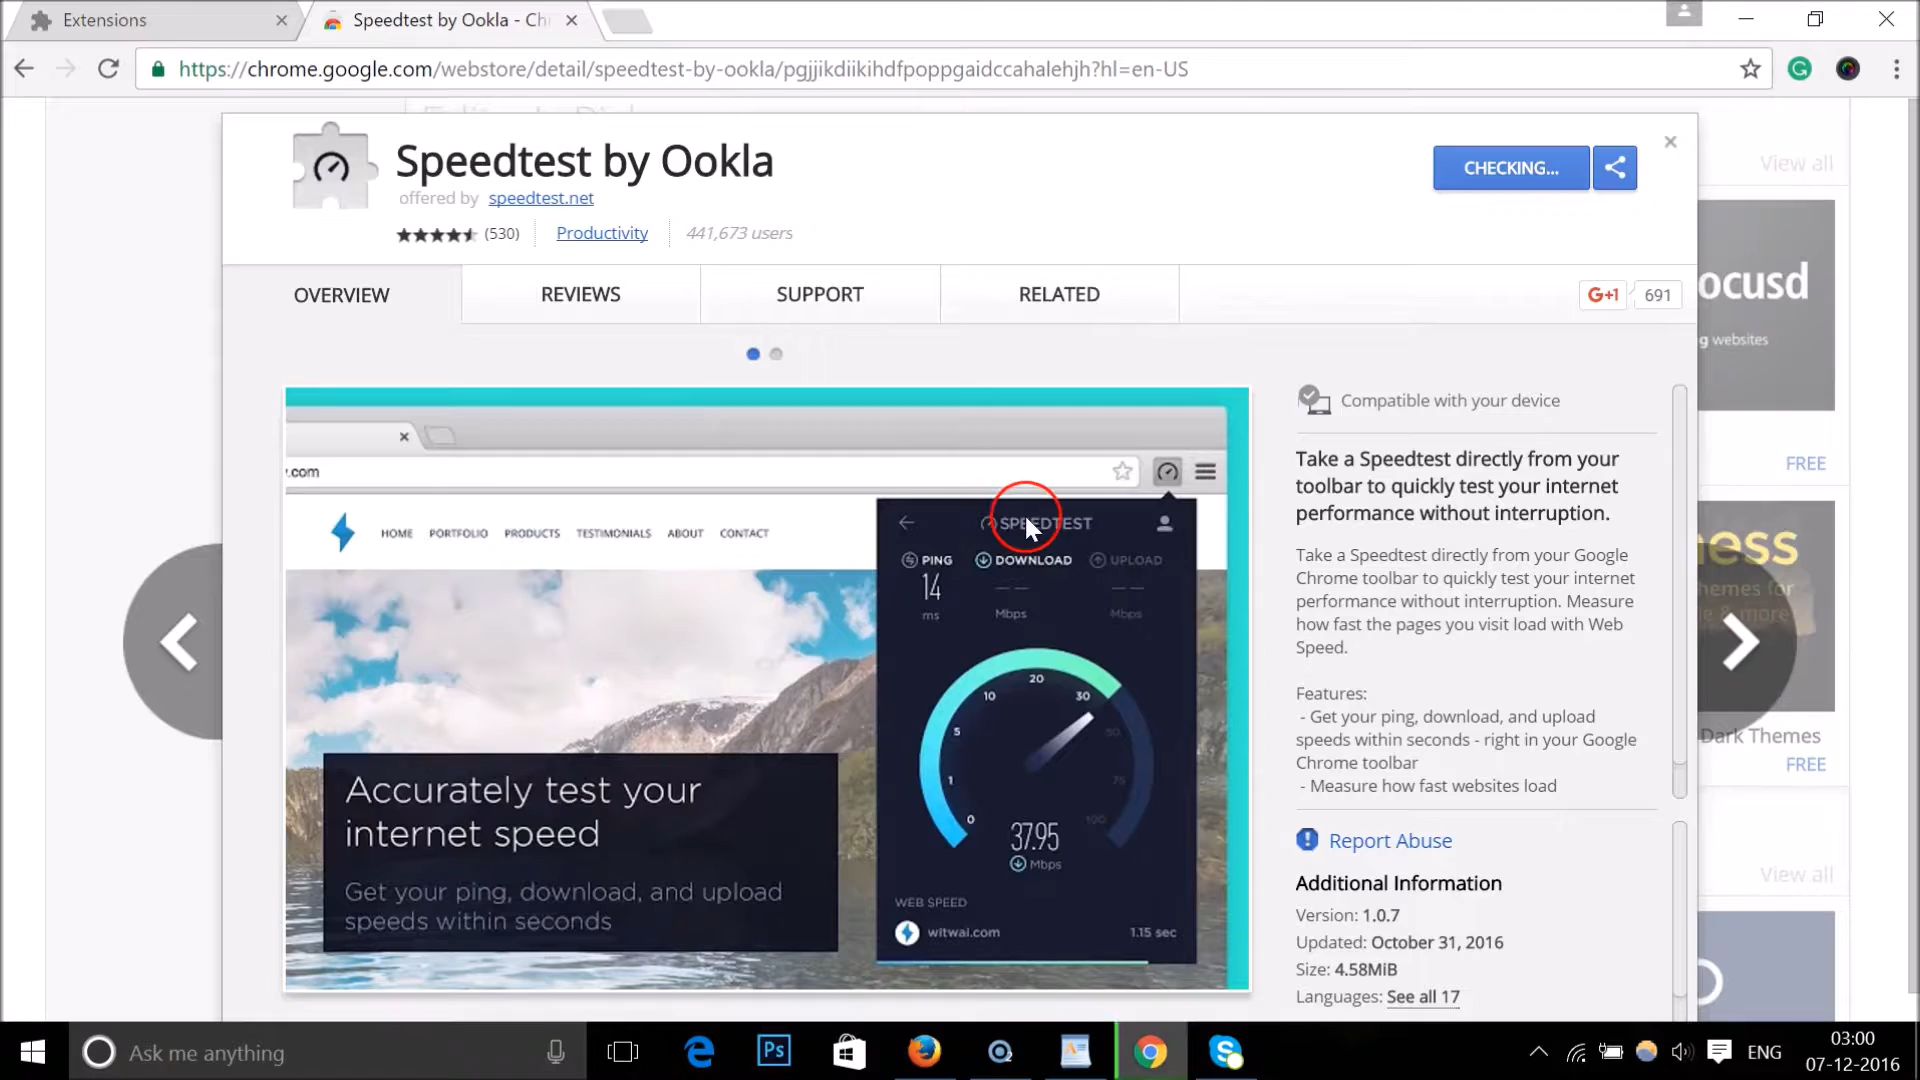 Extensions
Speedtest by Ookla - Ch
https://chrome.google.com/webstore/detail/speedtest-by-ookla/pgjjikdiikihdfpoppgaidccahalehjh?hl=en-US
Speedtest by Ookla
offered by speedtest.net
(530)
Productivity
441,673 users
CHECKING...
OVERVIEW
REVIEWS
SUPPORT
RELATED
G+1
691
View all
ocusd
g websites
FREE
.com
HOME PORTFOLIO PRODUCTS TESTIMONIALS ABOUT CONTACT
SPEEDTEST
PING DOWNLOAD UPLOAD
14
ms Mbps Mbps
20
10 30
5 50
1 75
0 100
37.95
Mbps
WEB SPEED
witwai.com 1.15 sec
Accurately test your
internet speed
Get your ping, download, and upload
speeds within seconds
Compatible with your device
Take a Speedtest directly from your
toolbar to quickly test your internet
performance without interruption.
Take a Speedtest directly from your Google
Chrome toolbar to quickly test your internet
performance without interruption. Measure
how fast the pages you visit load with Web
Speed.
Features:
- Get your ping, download, and upload
speeds within seconds - right in your Google
Chrome toolbar
- Measure how fast websites load
Report Abuse
Additional Information
Version: 1.0.7
Updated: October 31, 2016
Size: 4.58MiB
Languages: See all 17
ness
hemes for
e & more
Dark Themes
FREE
View all
Ask me anything
Ps
ENG
03:00
07-12-2016